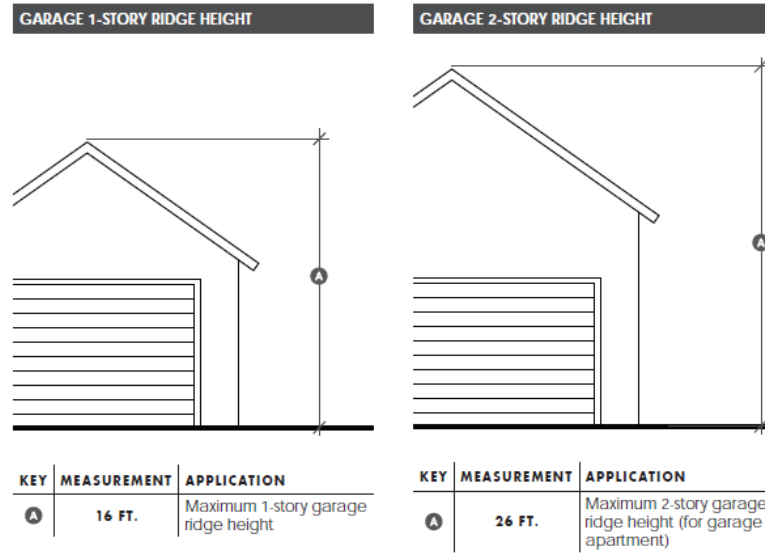 GARAGE 1-STORY RIDGE HEIGHT
A
KEY MEASUREMENT APPLICATION
A 16 FT. Maximum 1-story garage
ridge height
GARAGE 2-STORY RIDGE HEIGHT
A
KEY MEASUREMENT APPLICATION
A 26 FT. Maximum 2-story garage
ridge height (for garage
apartment)